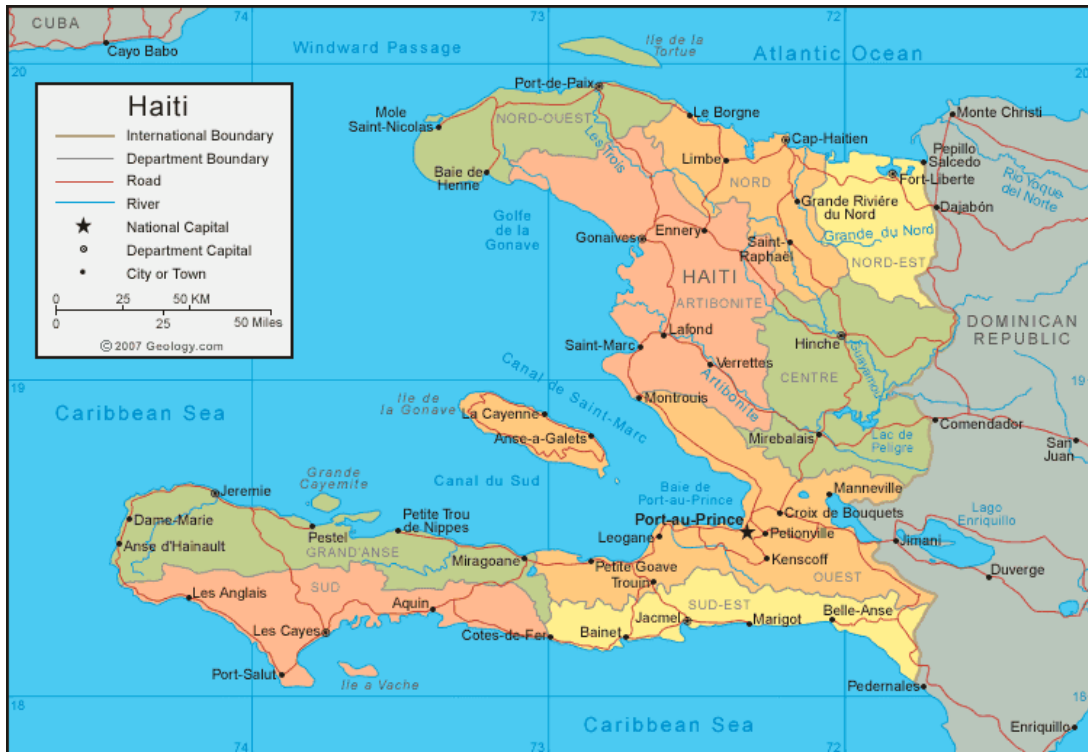 74
73
72
CUBA
Cayo Babo
Windward Passage
Ile de la
Tortue
Atlantic Ocean
20
20
Haiti
International Boundary
Department Boundary
Road
River
National Capital
Department Capital
City or Town
0 25 50 KM
0 25 50 Miles
© 2007 Geology.com
Port-de-Paix
Mole
Saint-Nicolas
NORD-OUEST
Les Trois
Le Borgne
Cap-Haitien
Monte Christi
Baie de
Henne
Limbe
NORD
Pepillo
Salcedo
Fort-Liberte
Rio Yoque
del Norte
Grande Riviére
du Nord
Dajabón
Golfe
de la
Gonave
Gonaives
Ennery
Saint-
Raphaël
Grande du Nord
NORD-EST
HAITI
ARTIBONITE
DOMINICAN
REPUBLIC
Lafond
Saint-Marc
Hinche
Guayamou
Verrettes
CENTRE
Artibonite
19
19
Caribbean Sea
Ile de
la Gonave
Canal de Saint-Marc
Montrouis
La Cayenne
Anse-a-Galets
Mirebalais
Lac de
Peligre
Comendador
San
Juan
Grande
Cayemite
Canal du Sud
Baie de
Port-au-Prince
Manneville
Jeremie
Dame-Marie
Petite Trou
de Nippes
Port-au-Prince
Croix de Bouquets
Lago
Enriquillo
Anse d'Hainault
Pestel
GRAND'ANSE
Leogane
Petionville
Jimani
Miragoane
Petite Goave
Kenscoff
OUEST
Duverge
Trouin
Les Anglais
SUD
Aquin
SUD-EST
Les Cayes
Cotes-de-Fer
Bainet
Jacmel
Marigot
Belle-Anse
Port-Salut
Ile a Vache
Pedernales
18
18
Caribbean Sea
Enriquillo
74
73
72